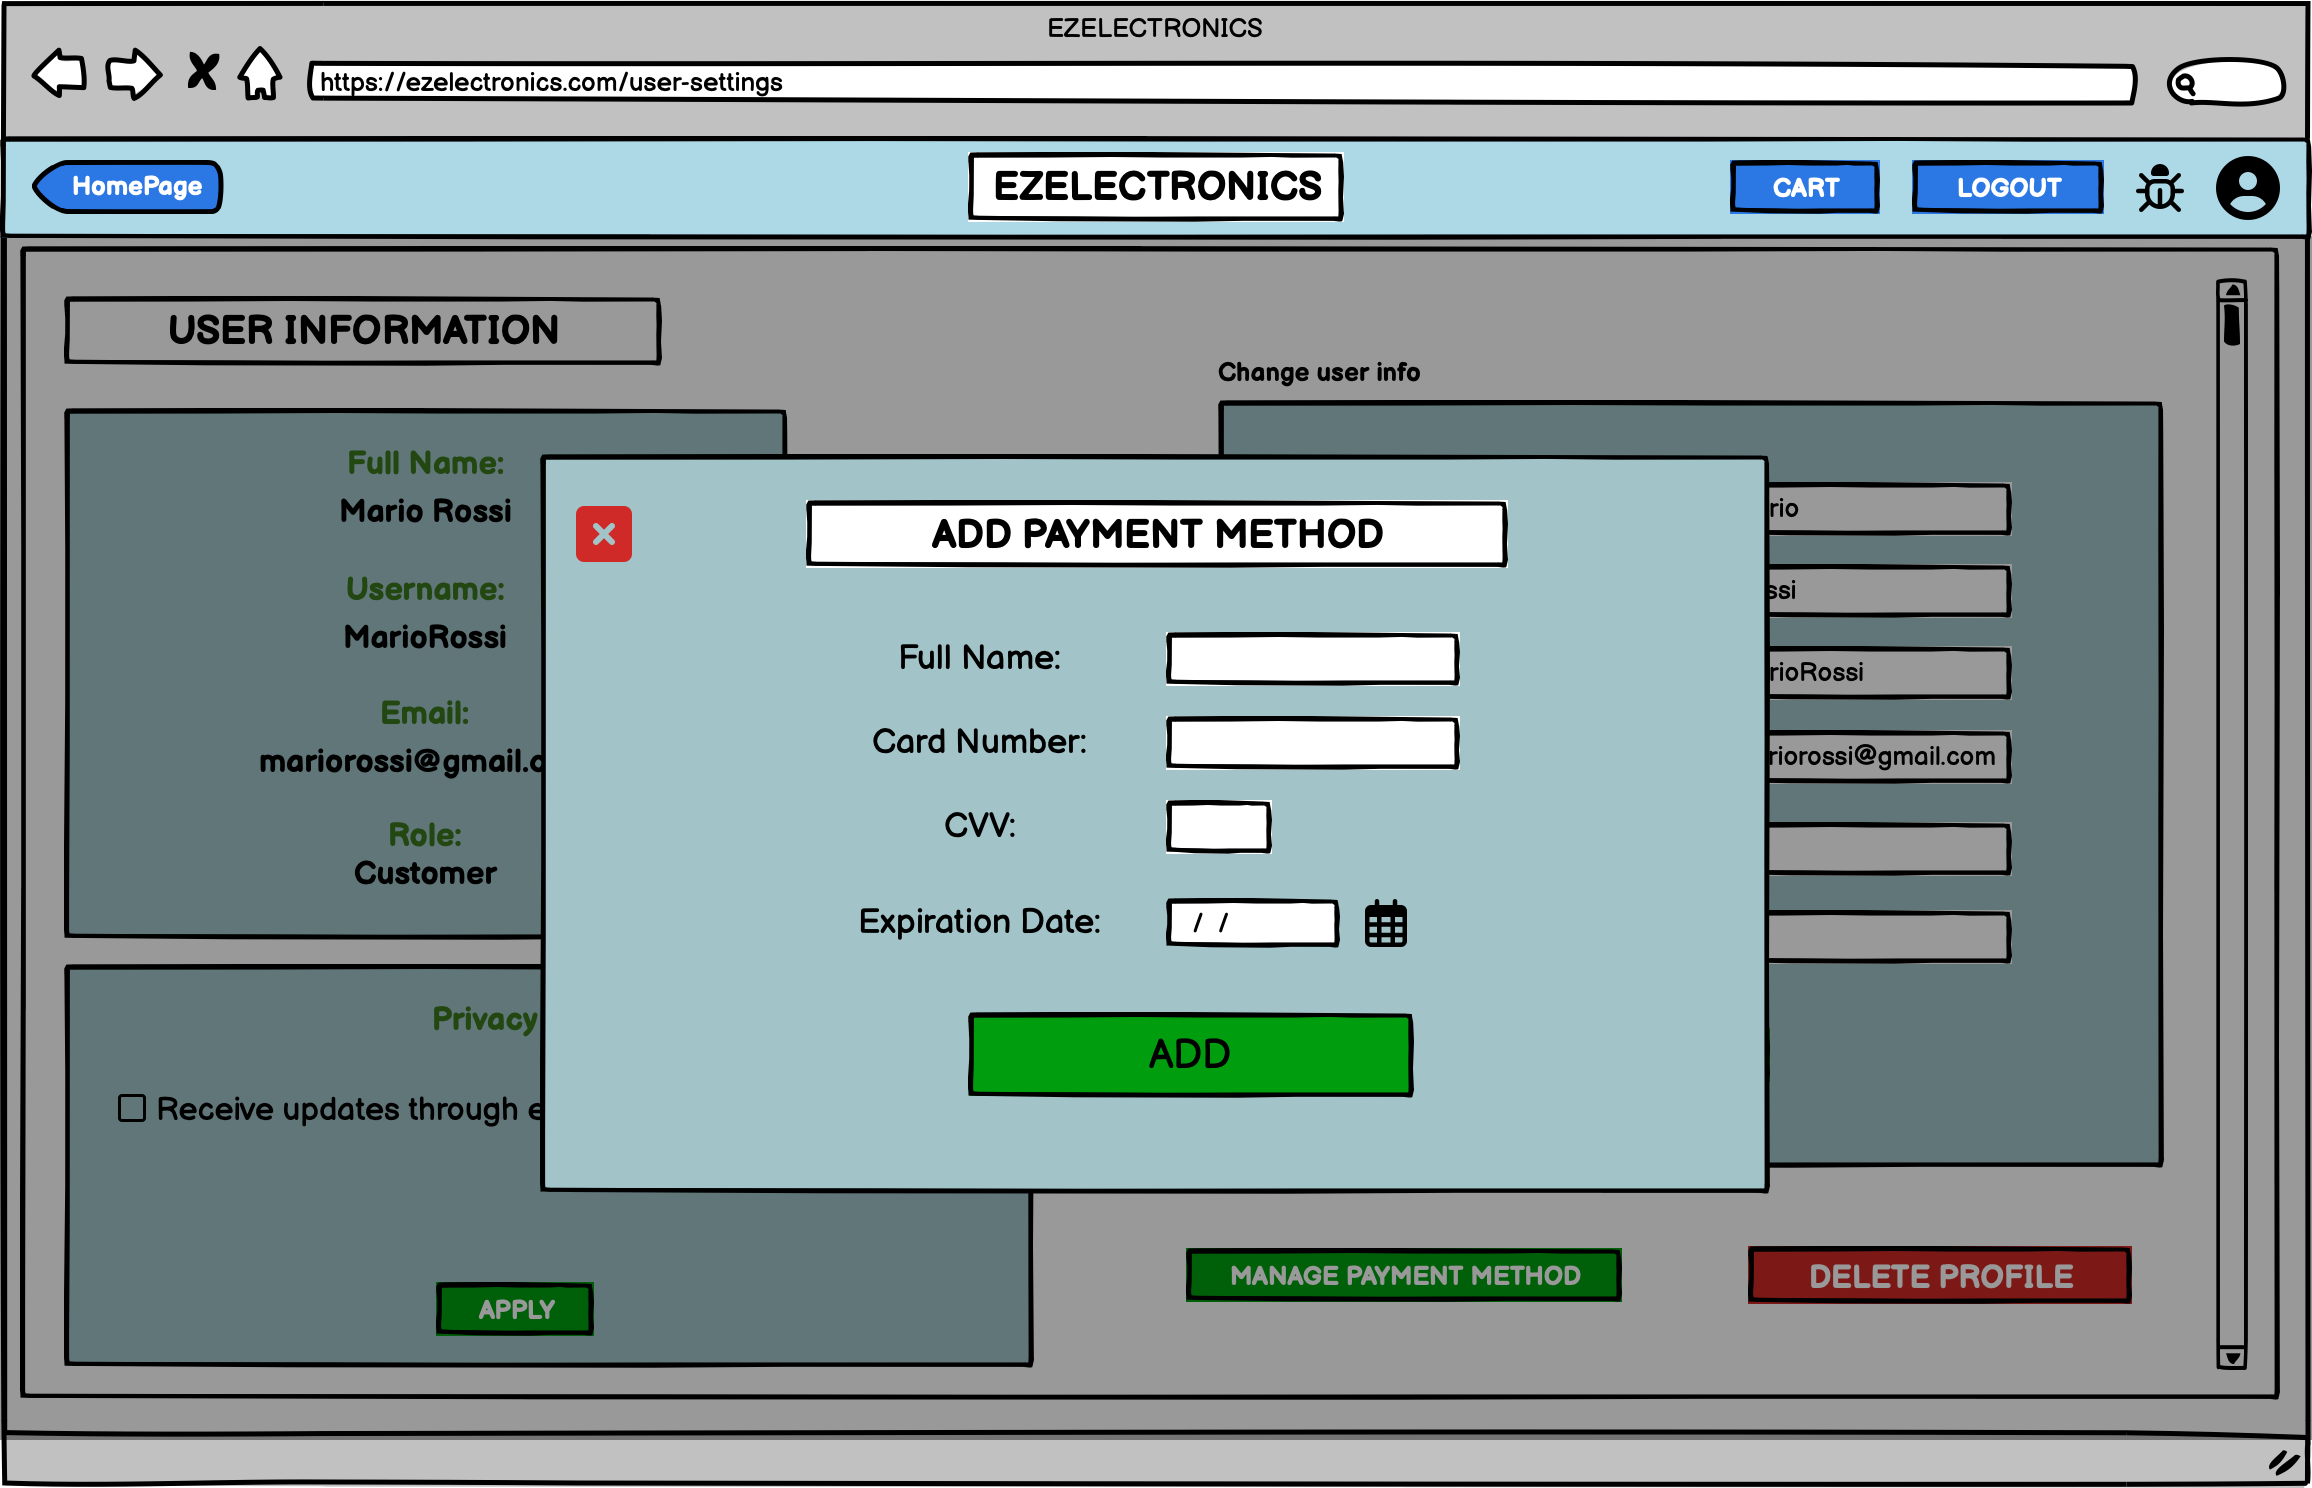 EZELECTRONICS
https://ezelectronics.com/user-settings
HomePage
EZELECTRONICS
CART
LOGOUT
USER INFORMATION
Change user info
Full Name:
Mario Rossi
Username:
MarioRossi
Email:
mariorossi@gmail.c
Role:
Customer
Privacy
Receive updates through e
APPLY
ADD PAYMENT METHOD
Full Name:
Card Number:
CVV:
Expiration Date:
/ /
ADD
rio
ssi
rioRossi
riorossi@gmail.com
MANAGE PAYMENT METHOD
DELETE PROFILE